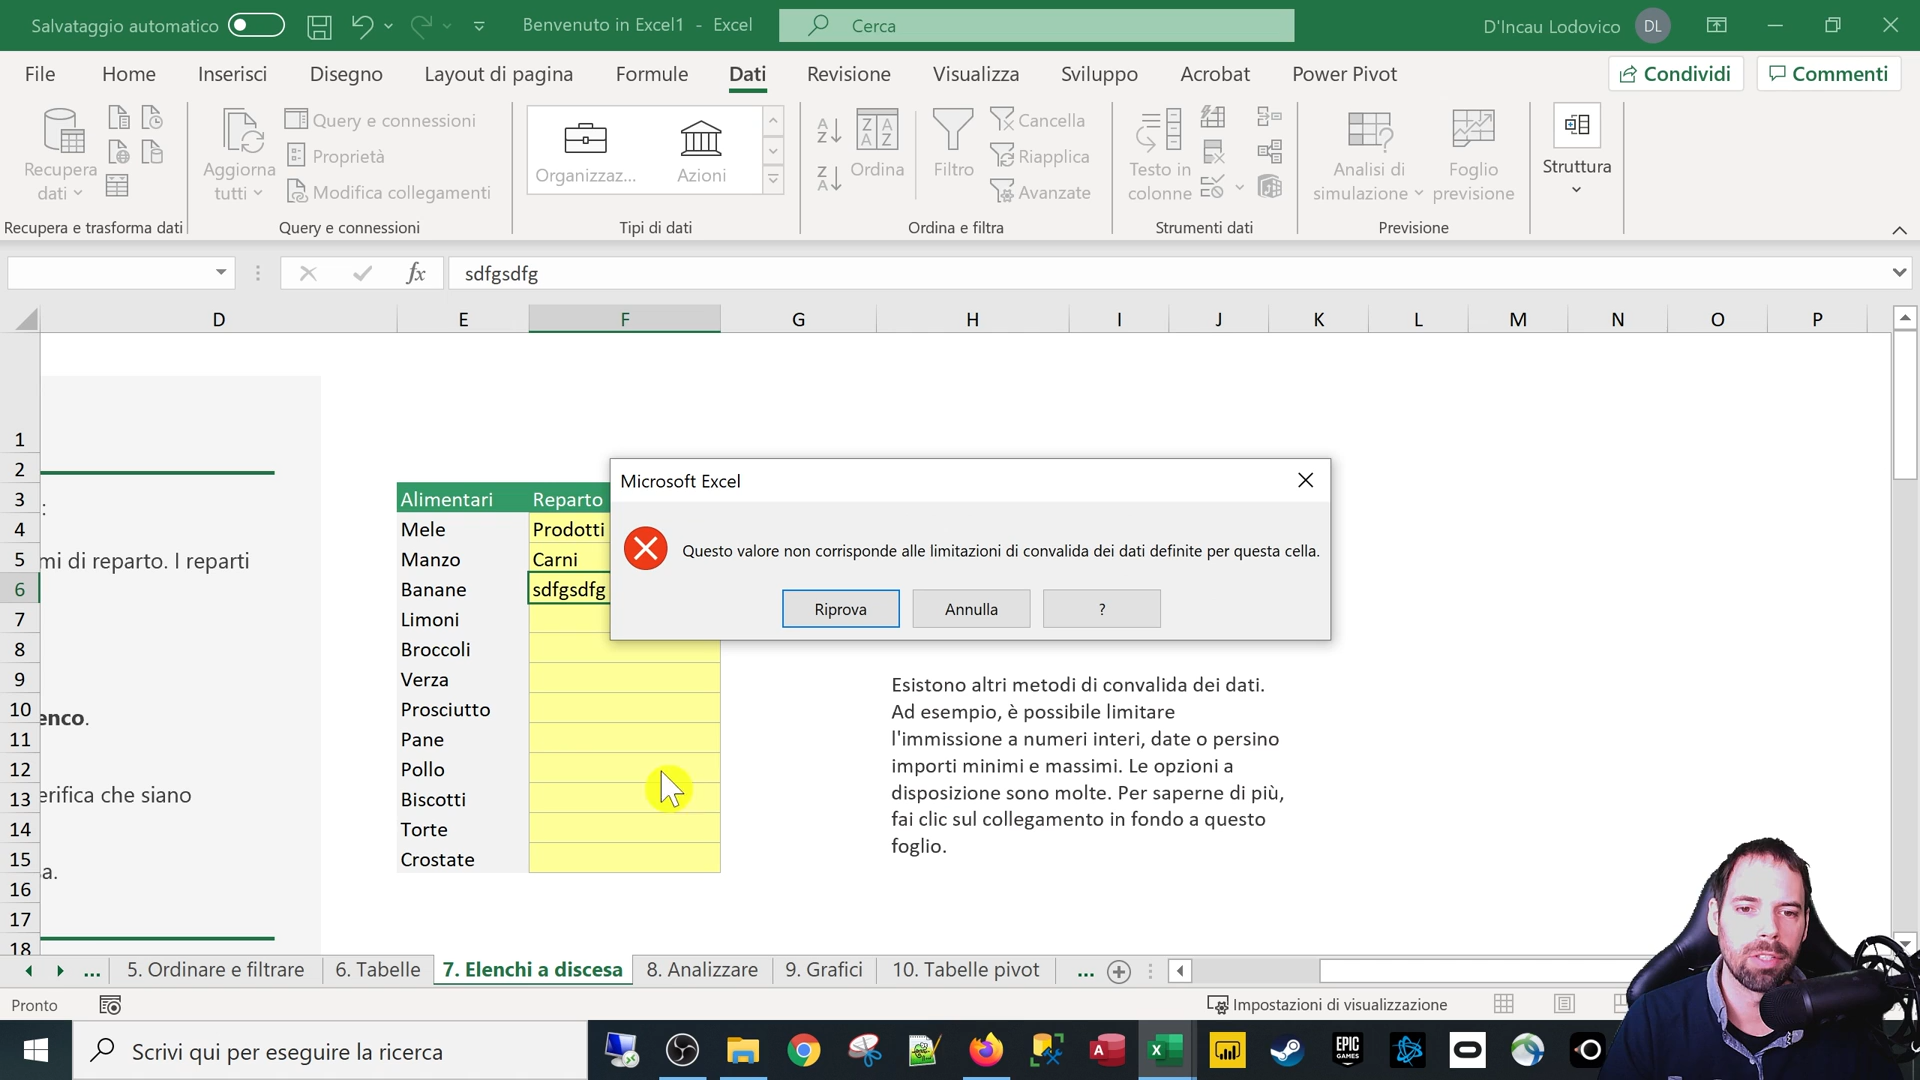 Salvataggio automatico
Benvenuto in Excel1 - Excel
Cerca
D'Incau Lodovico
DL
File Home Inserisci Disegno Layout di pagina Formule Dati Revisione Visualizza Sviluppo Acrobat Power Pivot
Condividi
Commenti
Recupera
dati
Aggiorna
tutti
Query e connessioni
Proprietà
Modifica collegamenti
Organizzaz...
Azioni
Ordina
Filtro
Cancella
Riapplica
Avanzate
Testo in
colonne
Analisi di
simulazione
Foglio
previsione
Struttura
Recupera e trasforma dati
Query e connessioni
Tipi di dati
Ordina e filtra
Strumenti dati
Previsione
fx
sdfgsdfg
D E F G H I J K L M N O P
1
2
3
4
5
6
7
8
9
10
11
12
13
14
15
16
17
18
:
mi di reparto. I reparti
enco.
erifica che siano
a.
Alimentari Reparto
Mele Prodotti
Manzo Carni
Banane sdfgsdfg
Limoni
Broccoli
Verza
Prosciutto
Pane
Pollo
Biscotti
Torte
Crostate
Microsoft Excel
Questo valore non corrisponde alle limitazioni di convalida dei dati definite per questa cella.
Riprova Annulla ?
Esistono altri metodi di convalida dei dati.
Ad esempio, è possibile limitare
l'immissione a numeri interi, date o persino
importi minimi e massimi. Le opzioni a
disposizione sono molte. Per saperne di più,
fai clic sul collegamento in fondo a questo
foglio.
... 5. Ordinare e filtrare 6. Tabelle 7. Elenchi a discesa 8. Analizzare 9. Grafici 10. Tabelle pivot ...
Pronto
Impostazioni di visualizzazione
Scrivi qui per eseguire la ricerca
EPIC
GAMES